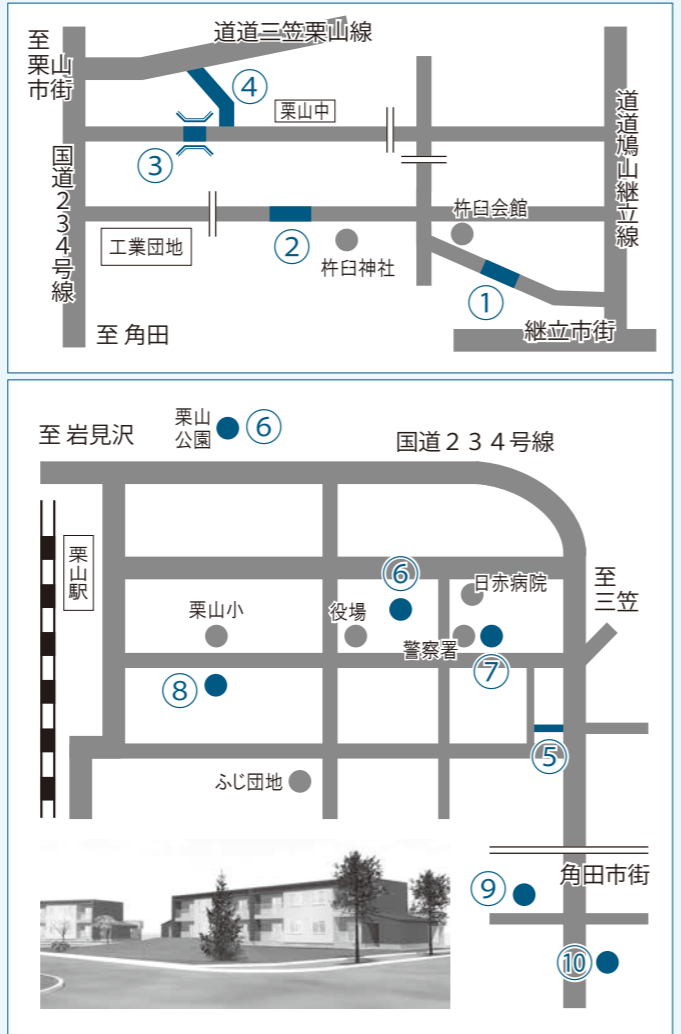 至
栗山
市街
道道三笠栗山線
④
栗山中
③
国道２３４号線
道道鳩山継立線
杵臼会館
工業団地
②
杵臼神社
①
至 角田
継立市街
至 岩見沢
栗山
公園
⑥
国道２３４号線
栗山駅
⑥
日赤病院
至
三笠
栗山小
役場
警察署
⑦
⑧
⑤
ふじ団地
角田市街
⑨
⑩